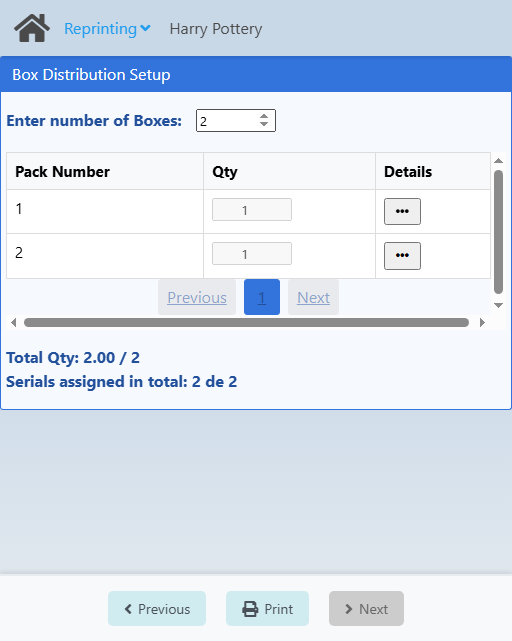 Reprinting Harry Pottery
Box Distribution Setup
Enter number of Boxes: 2
Pack Number Qty Details
1 1 •••
2 1 •••
Previous 1 Next
Total Qty: 2.00 / 2
Serials assigned in total: 2 de 2
Previous Print Next